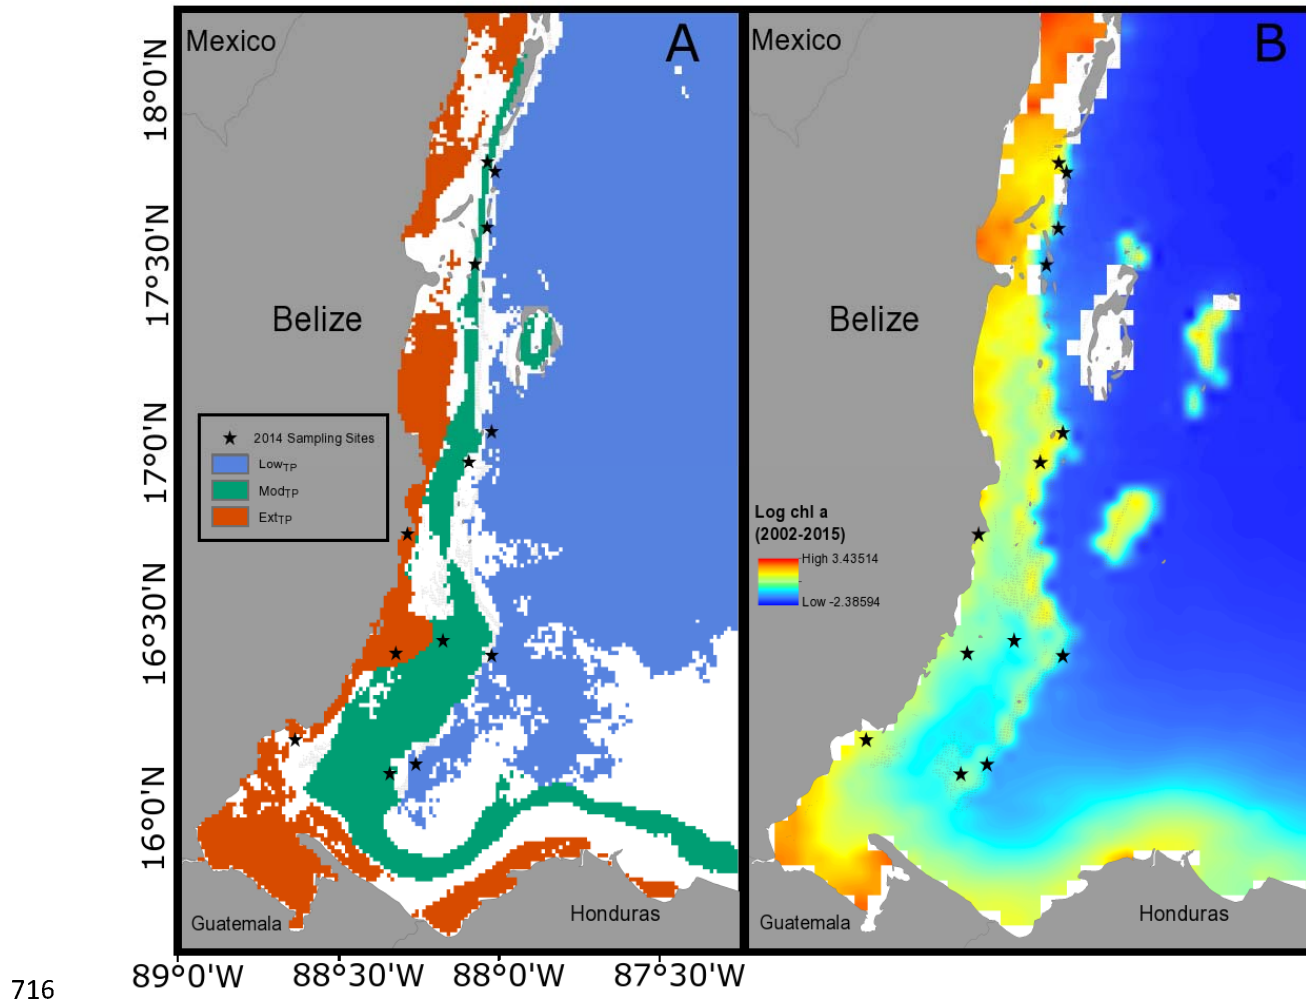 Mexico
A
Belize
2014 Sampling Sites
LowTP
ModTP
ExtTP
Guatemala
Honduras
Mexico
B
Belize
Log chl a
(2002-2015)
High 3.43514
Low -2.38594
Honduras
18°0'N
17°30'N
17°0'N
16°30'N
16°0'N
89°0'W 88°30'W 88°0'W 87°30'W
716